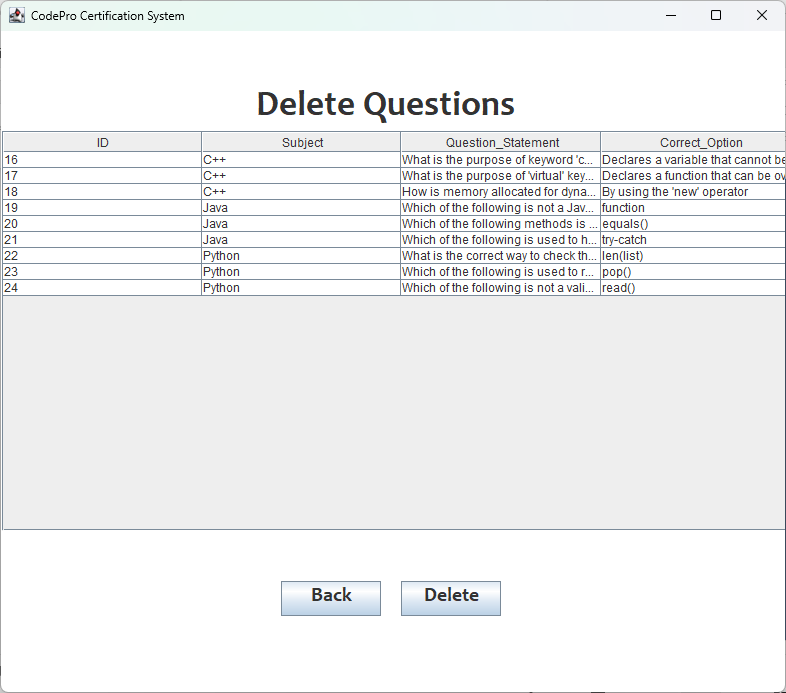 CodePro Certification System
Delete Questions
ID Subject Question_Statement Correct_Option
16 C++ What is the purpose of keyword 'c... Declares a variable that cannot be
17 C++ What is the purpose of 'virtual' key... Declares a function that can be ov
18 C++ How is memory allocated for dyna... By using the 'new' operator
19 Java Which of the following is not a Jav... function
20 Java Which of the following methods is ... equals()
21 Java Which of the following is used to h... try-catch
22 Python What is the correct way to check th... len(list)
23 Python Which of the following is used to r... pop()
24 Python Which of the following is not a vali... read()
Back Delete